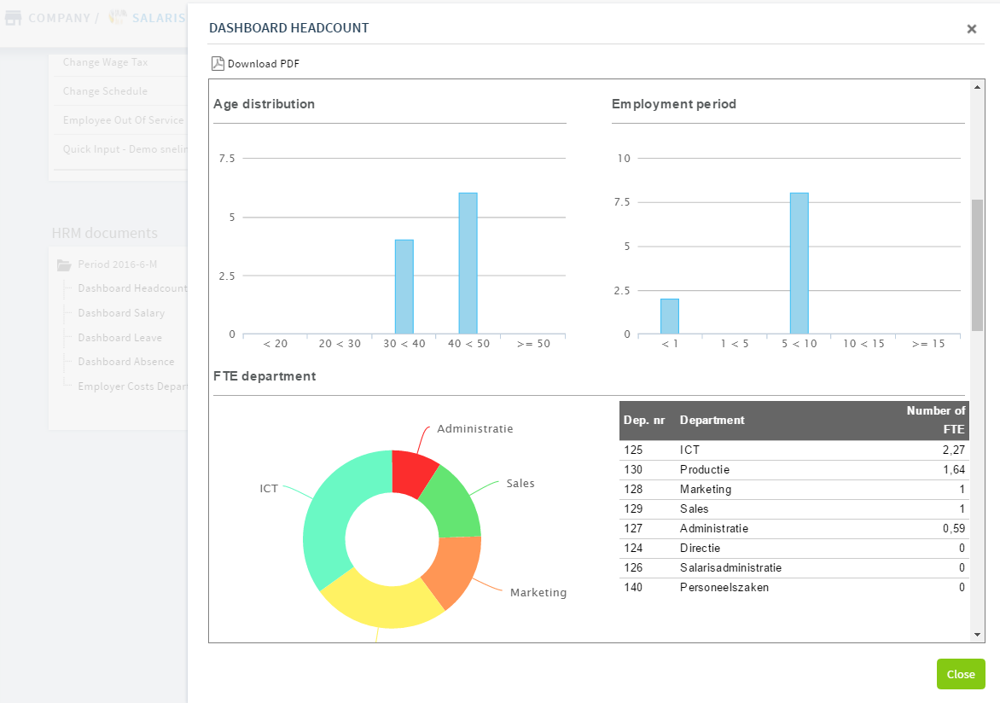 COMPANY / SALARIS
Change Wage Tax
Change Schedule
Employee Out Of Service
Quick Input - Demo snelin
HRM documents
Period 2016-6-M
Dashboard Headcount
Dashboard Salary
Dashboard Leave
Dashboard Absence
Employer Costs Depar
DASHBOARD HEADCOUNT
×
Download PDF
Age distribution
7.5
5
2.5
0
< 20 20 < 30 30 < 40 40 < 50 >= 50
Employment period
10
7.5
5
2.5
0
< 1 1 < 5 5 < 10 10 < 15 >= 15
FTE department
Administratie
Sales
ICT
Marketing
Dep. nr Department Number of
FTE
125 ICT 2,27
130 Productie 1,64
128 Marketing 1
129 Sales 1
127 Administratie 0,59
124 Directie 0
126 Salarisadministratie 0
140 Personeelszaken 0
Close